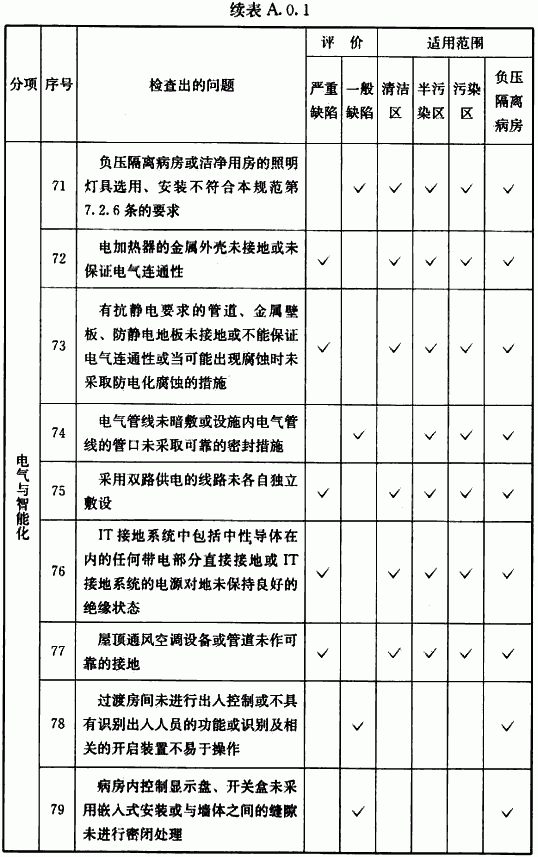 续表 A.0.1
分项 序号 检查出的问题 评价 适用范围
严重缺陷 一般缺陷 清洁区 半污染区 污染区 负压隔离病房
电气与智能化
71 负压隔离病房或洁净用房的照明
灯具选用、安装不符合本规范第
7.2.6 条的要求 ✓ ✓ ✓ ✓ ✓
72 电加热器的金属外壳未接地或未
保证电气连通性 ✓ ✓ ✓ ✓ ✓
73 有抗静电要求的管道、金属壁
板、防静电地板未接地或不能保证
电气连通性或当可能出现腐蚀时未
采取防电化腐蚀的措施 ✓ ✓ ✓ ✓ ✓
74 电气管线未暗敷或设施内电气管
线的管口未采取可靠的密封措施 ✓ ✓ ✓ ✓
75 采用双路供电的线路未各自独立
敷设 ✓ ✓ ✓ ✓ ✓
76 IT 接地系统中包括中性导体在
内的任何带电部分直接接地或 IT
接地系统的电源对地未保持良好的
绝缘状态 ✓ ✓ ✓ ✓ ✓
77 屋顶通风空调设备或管道未作可
靠的接地 ✓ ✓ ✓ ✓ ✓
78 过渡房间未进行出入控制或不具
有识别出入人员的功能或识别及相
关的开启装置不易于操作 ✓ ✓
79 病房内控制显示盘、开关盒未采
用嵌入式安装或与墙体之间的缝隙
未进行密闭处理 ✓ ✓